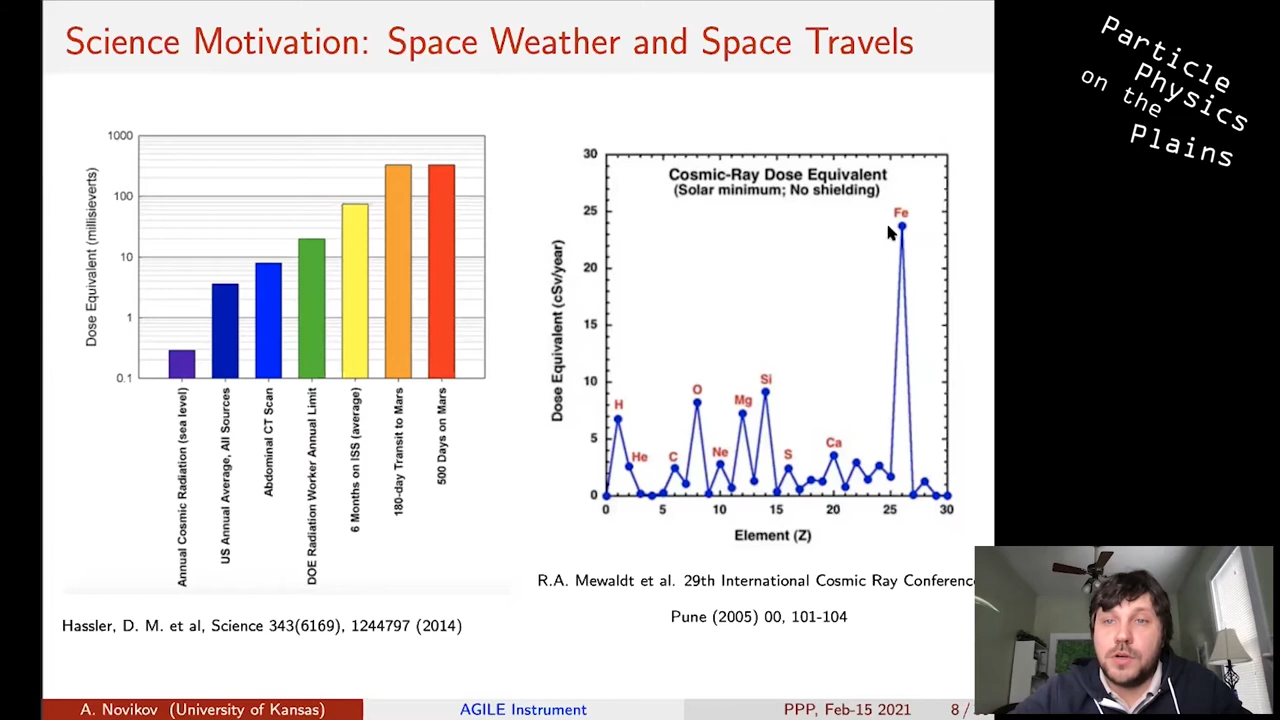 Science Motivation: Space Weather and Space Travels
Particle
Physics
on the
Plains
1000
100
10
1
0.1
Dose Equivalent (millisieverts)
Annual Cosmic Radiation (sea level)
US Annual Average, All Sources
Abdominal CT Scan
DOE Radiation Worker Annual Limit
6 Months on ISS (average)
180-day Transit to Mars
500 Days on Mars
Hassler, D. M. et al, Science 343(6169), 1244797 (2014)
Cosmic-Ray Dose Equivalent
(Solar minimum; No shielding)
30
25
20
15
10
5
0
Dose Equivalent (cSv/year)
H
He
C
O
Ne
Mg
Si
S
Ca
Fe
0
5
10
15
20
25
30
Element (Z)
R.A. Mewaldt et al. 29th International Cosmic Ray Conference
Pune (2005) 00, 101-104
A. Novikov (University of Kansas)
AGILE Instrument
PPP, Feb-15 2021
8 /